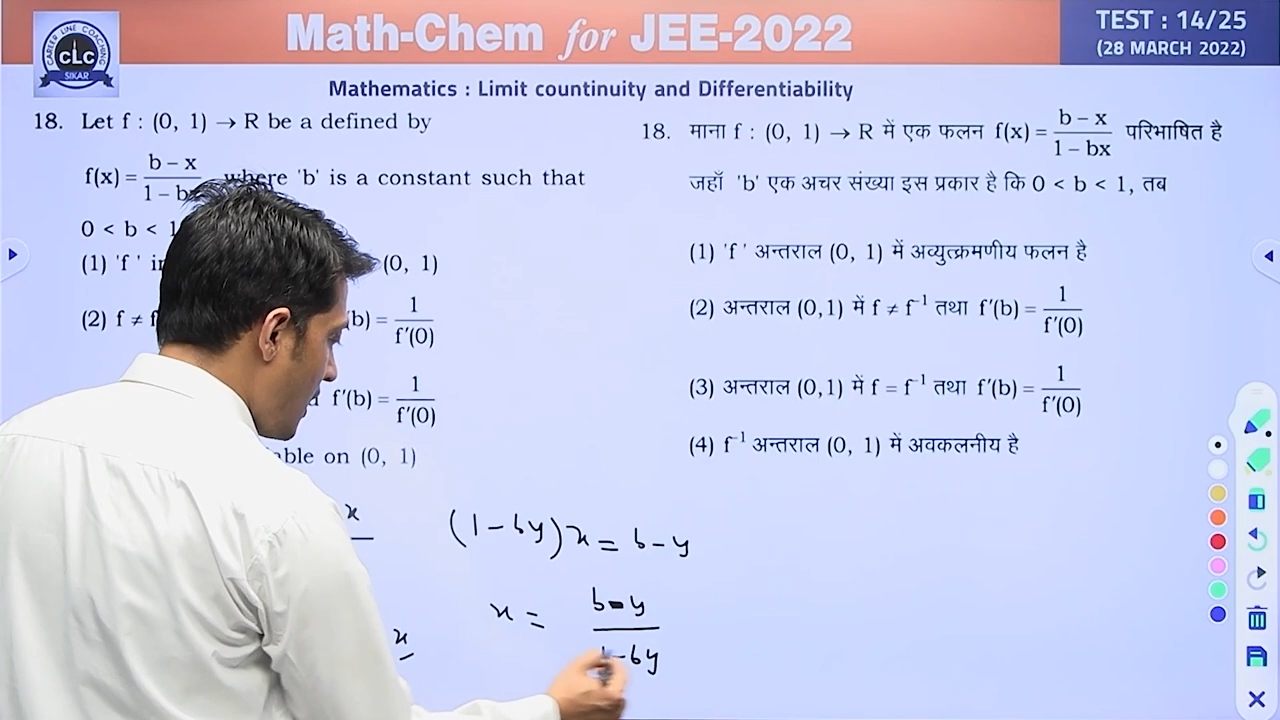 CAREER LINE COACHING
CLC
SIKAR
Math-Chem for JEE-2022
TEST : 14/25
(28 MARCH 2022)
Mathematics : Limit countinuity and Differentiability
18. Let f : (0, 1) → R be a defined by
f(x) = b – x / 1 – bx where 'b' is a constant such that
0 < b < 1
(1) 'f ' (0, 1)
(2) f ≠ (b) = 1 / f′(0)
f′(b) = 1 / f′(0)
on (0, 1)
18. माना f : (0, 1) → R में एक फलन f(x) = b – x / 1 – bx परिभाषित है
जहाँ 'b' एक अचर संख्या इस प्रकार है कि 0 < b < 1, तब
(1) 'f ' अन्तराल (0, 1) में अव्युत्क्रमणीय फलन है
(2) अन्तराल (0,1) में f ≠ f⁻¹ तथा f′(b) = 1 / f′(0)
(3) अन्तराल (0,1) में f = f⁻¹ तथा f′(b) = 1 / f′(0)
(4) f⁻¹ अन्तराल (0, 1) में अवकलनीय है
x
(1 – by)x = b – y
x = b – y / 1 – by
x